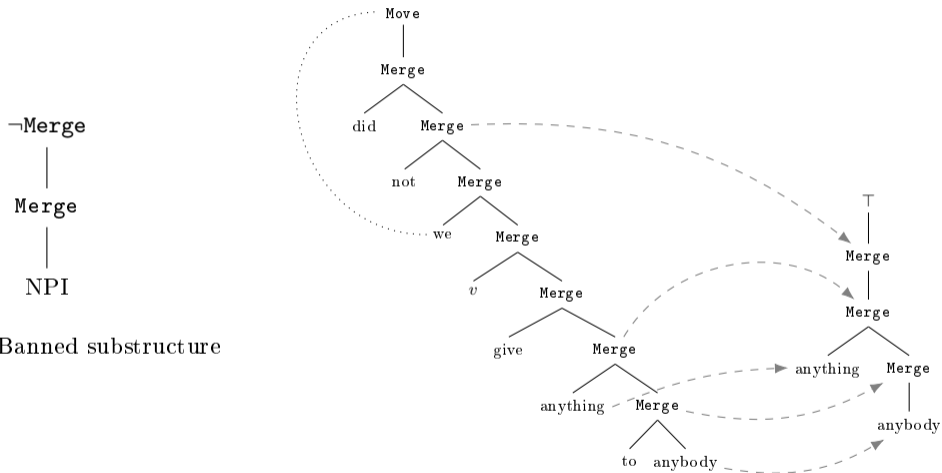 ¬Merge
Merge
NPI
Banned substructure
Move
Merge
did Merge
not Merge
we Merge
v Merge
give Merge
anything Merge
to anybody
⊤
Merge
Merge
anything Merge
anybody